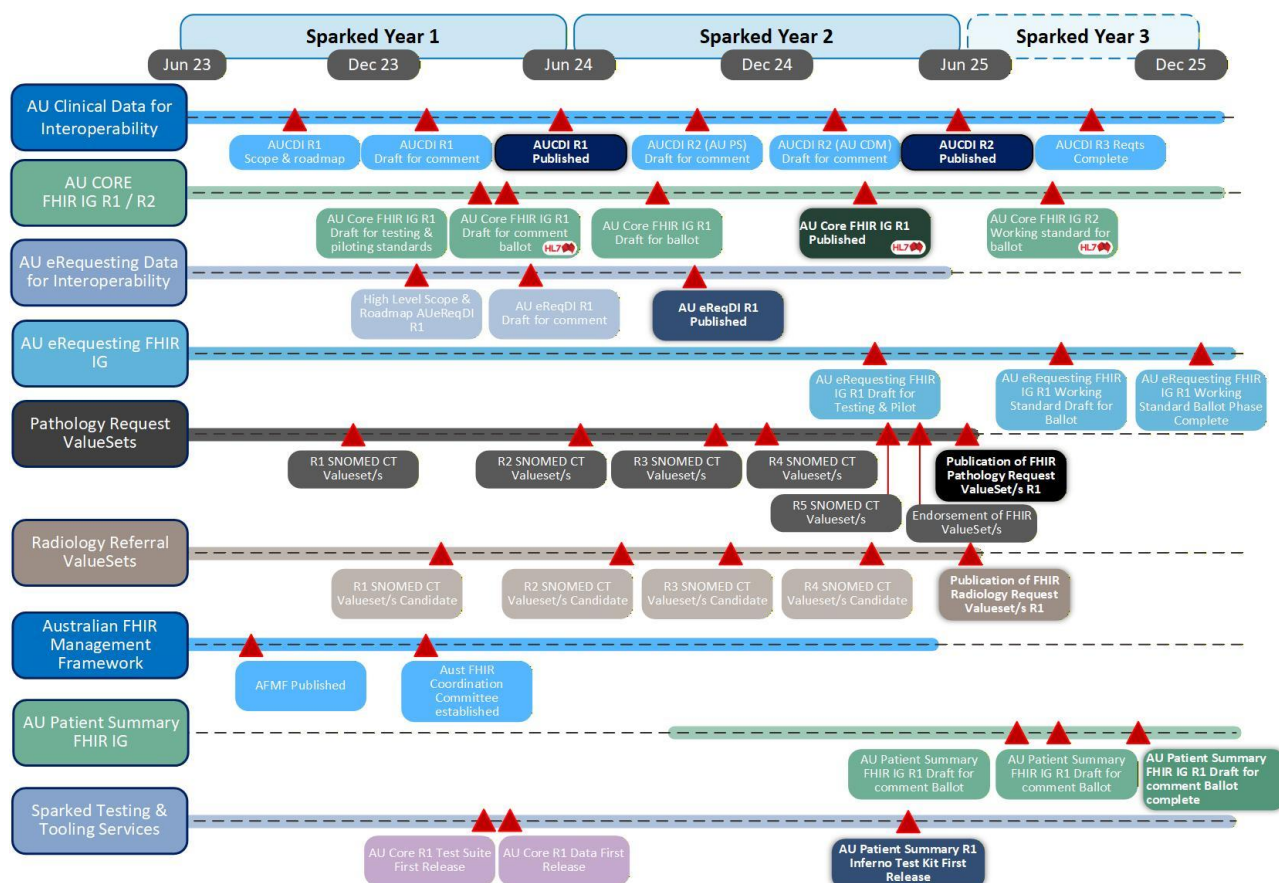 Sparked Year 1
Sparked Year 2
Sparked Year 3
Jun 23
Dec 23
Jun 24
Dec 24
Jun 25
Dec 25
AU Clinical Data for
Interoperability
AUCDI R1
Scope & roadmap
AUCDI R1
Draft for comment
AUCDI R1
Published
AUCDI R2 (AU PS)
Draft for comment
AUCDI R2 (AU CDM)
Draft for comment
AUCDI R2
Published
AUCDI R3 Reqts
Complete
AU CORE
FHIR IG R1 / R2
AU Core FHIR IG R1
Draft for testing &
piloting standards
AU Core FHIR IG R1
Draft for comment
ballot
HL7
AU Core FHIR IG R1
Draft for ballot
AU Core FHIR IG R1
Published
HL7
AU Core FHIR IG R2
Working standard for
ballot
HL7
AU eRequesting Data
for Interoperability
High Level Scope &
Roadmap AUeReqDI
R1
AU eReqDI R1
Draft for comment
AU eReqDI R1
Published
AU eRequesting FHIR
IG
AU eRequesting FHIR
IG R1 Draft for
Testing & Pilot
AU eRequesting FHIR
IG R1 Working
Standard Draft for
Ballot
AU eRequesting FHIR
IG R1 Working
Standard Ballot Phase
Complete
Pathology Request
ValueSets
R1 SNOMED CT
Valueset/s
R2 SNOMED CT
Valueset/s
R3 SNOMED CT
Valueset/s
R4 SNOMED CT
Valueset/s
R5 SNOMED CT
Valueset/s
Endorsement of FHIR
ValueSet/s
Publication of FHIR
Pathology Request
ValueSet/s R1
Radiology Referral
ValueSets
R1 SNOMED CT
Valueset/s Candidate
R2 SNOMED CT
Valueset/s Candidate
R3 SNOMED CT
Valueset/s Candidate
R4 SNOMED CT
Valueset/s Candidate
Publication of FHIR
Radiology Request
Valueset/s R1
Australian FHIR
Management
Framework
AFMF Published
Aust FHIR
Coordination
Committee
established
AU Patient Summary
FHIR IG
AU Patient Summary
FHIR IG R1 Draft for
comment Ballot
AU Patient Summary
FHIR IG R1 Draft for
comment Ballot
AU Patient Summary
FHIR IG R1 Draft for
comment Ballot
complete
Sparked Testing &
Tooling Services
AU Core R1 Test Suite
First Release
AU Core R1 Data First
Release
AU Patient Summary R1
Inferno Test Kit First
Release